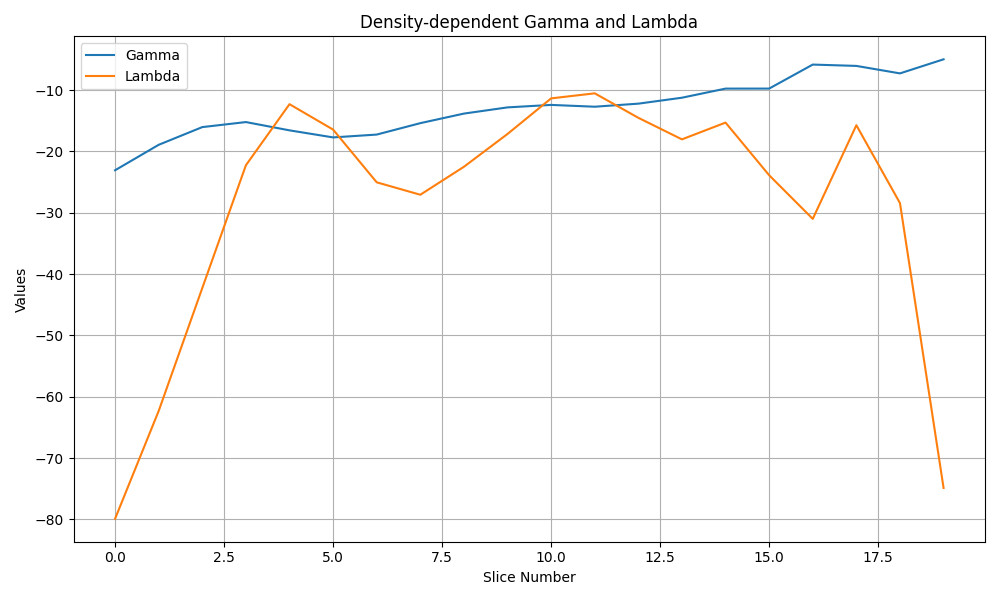 Density-dependent Gamma and Lambda
Gamma
Lambda
−10
−20
−30
−40
−50
−60
−70
−80
Values
0.0 2.5 5.0 7.5 10.0 12.5 15.0 17.5
Slice Number